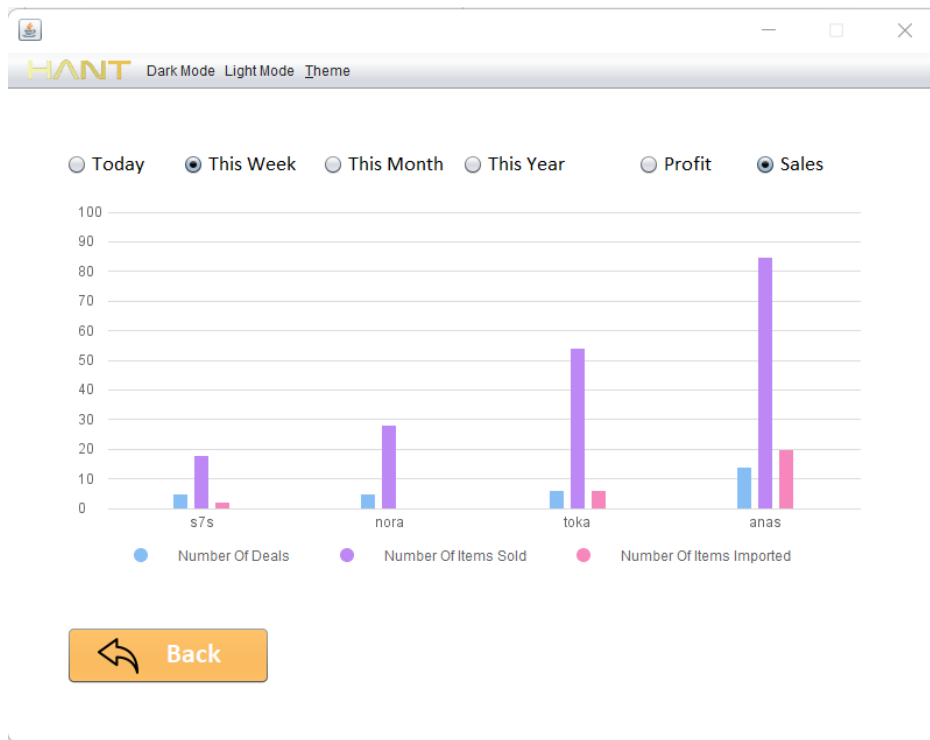 HANT Dark Mode Light Mode Theme
Today This Week This Month This Year Profit Sales
100
90
80
70
60
50
40
30
20
10
0
s7s nora toka anas
Number Of Deals Number Of Items Sold Number Of Items Imported
Back